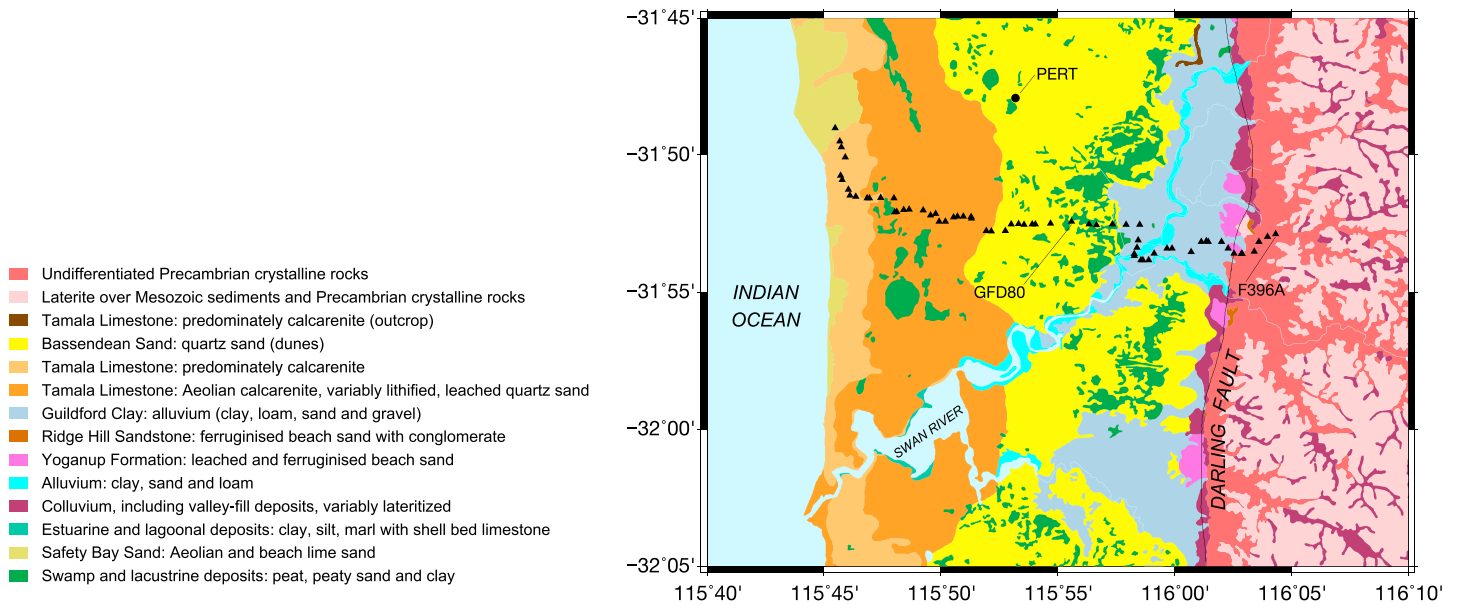 Undifferentiated Precambrian crystalline rocks
Laterite over Mesozoic sediments and Precambrian crystalline rocks
Tamala Limestone: predominately calcarenite (outcrop)
Bassendean Sand: quartz sand (dunes)
Tamala Limestone: predominately calcarenite
Tamala Limestone: Aeolian calcarenite, variably lithified, leached quartz sand
Guildford Clay: alluvium (clay, loam, sand and gravel)
Ridge Hill Sandstone: ferruginised beach sand with conglomerate
Yoganup Formation: leached and ferruginised beach sand
Alluvium: clay, sand and loam
Colluvium, including valley-fill deposits, variably lateritized
Estuarine and lagoonal deposits: clay, silt, marl with shell bed limestone
Safety Bay Sand: Aeolian and beach lime sand
Swamp and lacustrine deposits: peat, peaty sand and clay
−31˚45'
−31˚50'
−31˚55'
−32˚00'
−32˚05'
PERT
GFD80
F396A
INDIAN
OCEAN
SWAN RIVER
DARLING FAULT
115˚40'
115˚45'
115˚50'
115˚55'
116˚00'
116˚05'
116˚10'